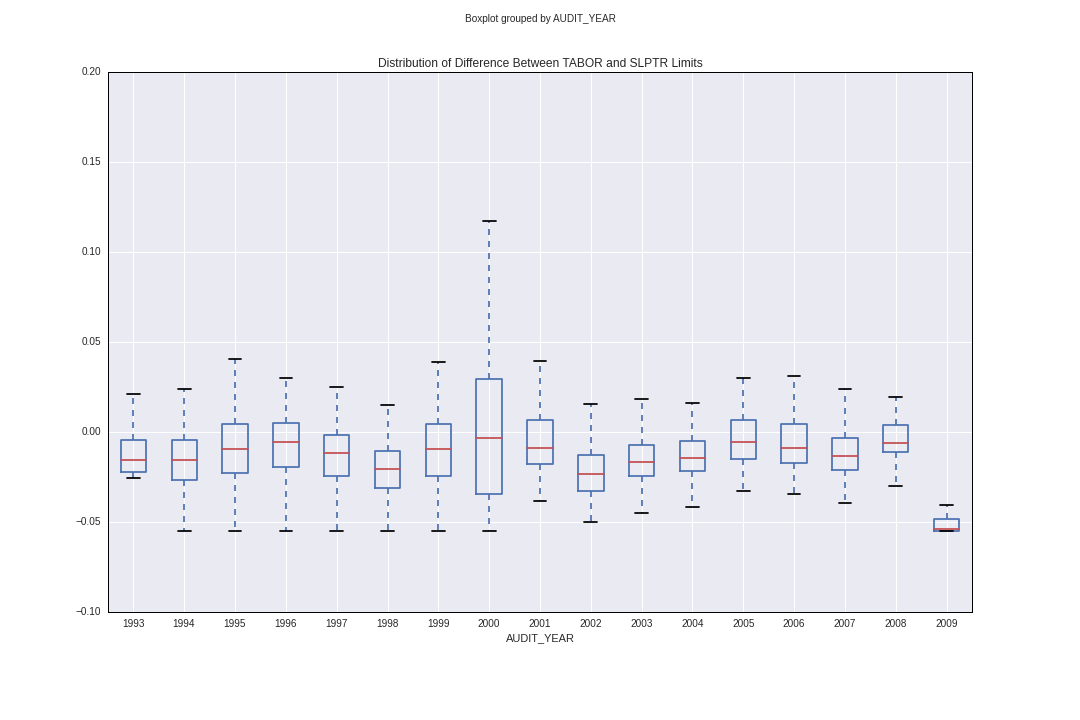 Boxplot grouped by AUDIT_YEAR
Distribution of Difference Between TABOR and SLPTR Limits
0.20
0.15
0.10
0.05
0.00
−0.05
−0.10
1993 1994 1995 1996 1997 1998 1999 2000 2001 2002 2003 2004 2005 2006 2007 2008 2009
AUDIT_YEAR